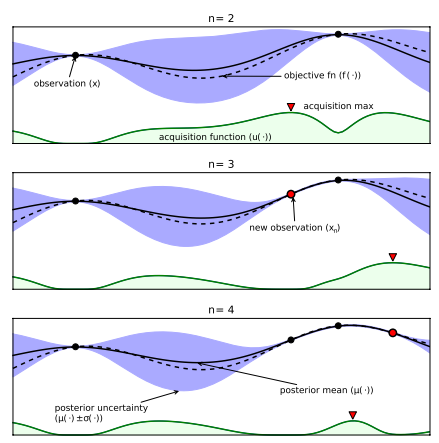 n= 2
observation (x)
objective fn (f(·))
acquisition max
acquisition function (u(·))
n= 3
new observation (xₙ)
n= 4
posterior mean (μ(·))
posterior uncertainty
(μ(·) ±σ(·))